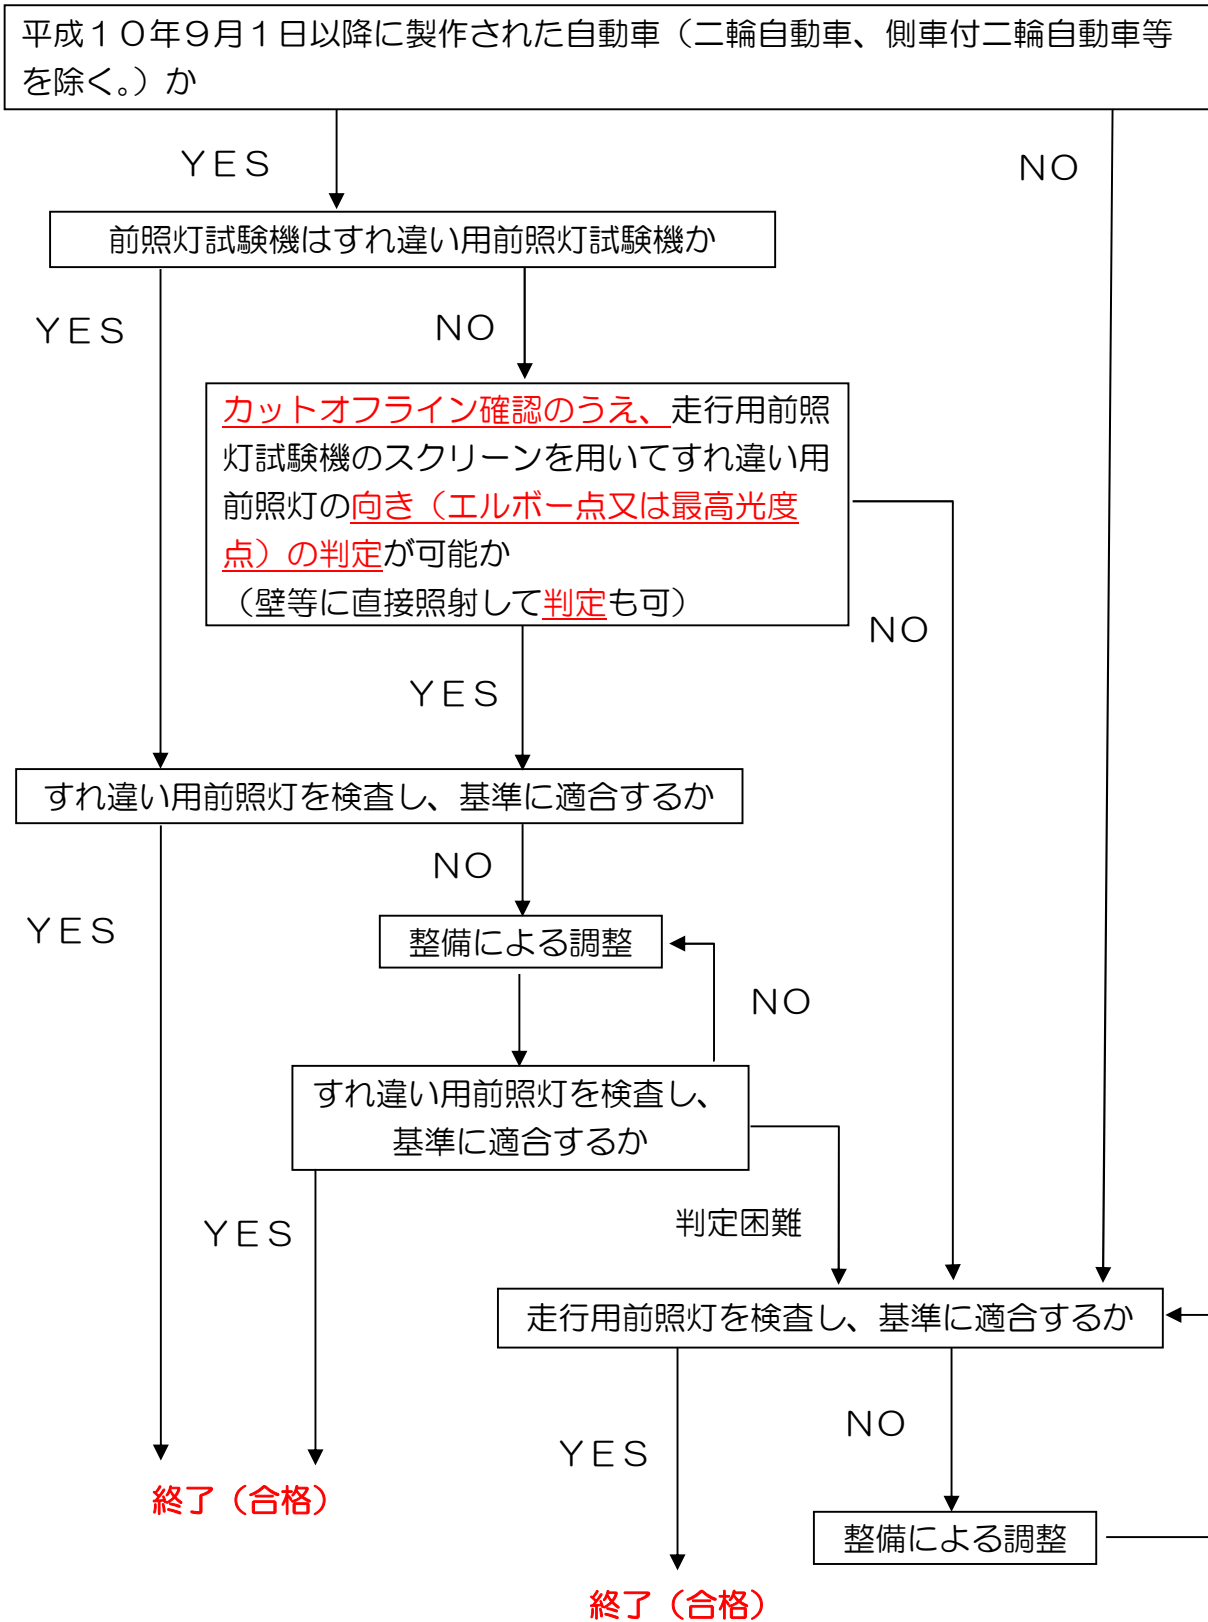 平成１０年９月１日以降に製作された自動車（二輪自動車、側車付二輪自動車等
を除く。）か
ＹＥＳ
ＮＯ
前照灯試験機はすれ違い用前照灯試験機か
ＹＥＳ
ＮＯ
カットオフライン確認のうえ、走行用前照
灯試験機のスクリーンを用いてすれ違い用
前照灯の向き（エルボー点又は最高光度
点）の判定が可能か
（壁等に直接照射して判定も可）
ＮＯ
ＹＥＳ
すれ違い用前照灯を検査し、基準に適合するか
ＮＯ
ＹＥＳ
整備による調整
ＮＯ
すれ違い用前照灯を検査し、
基準に適合するか
判定困難
ＹＥＳ
走行用前照灯を検査し、基準に適合するか
ＮＯ
ＹＥＳ
終了（合格）
整備による調整
終了（合格）